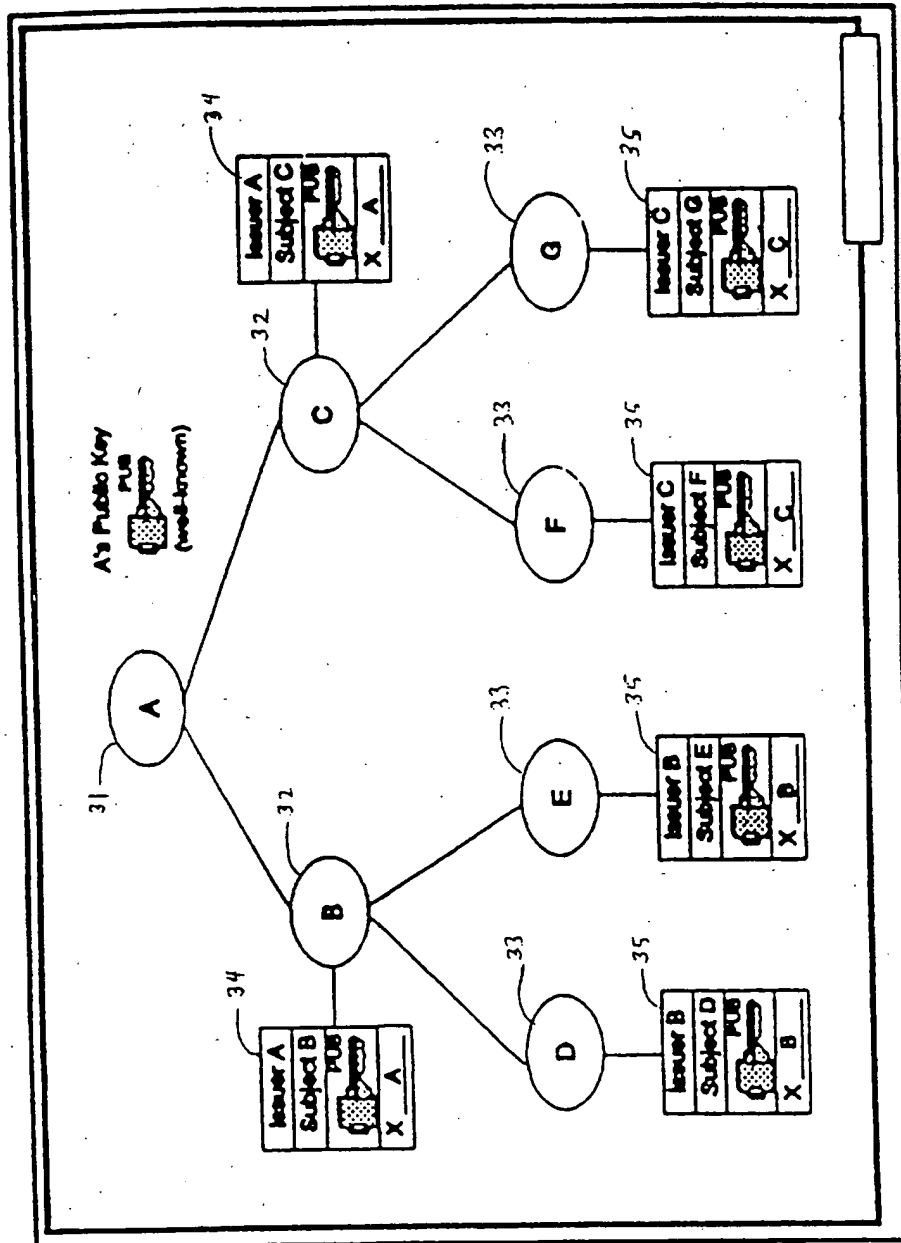 A's Public Key
PUB
(well-known)
31
A
32
B
32
C
34
Issuer A
Subject B
PUB
X A
34
Issuer A
Subject C
PUB
X A
33
D
33
E
33
F
33
G
35
Issuer B
Subject D
PUB
X B
35
Issuer B
Subject E
PUB
X B
35
Issuer C
Subject F
PUB
X C
35
Issuer C
Subject G
PUB
X C